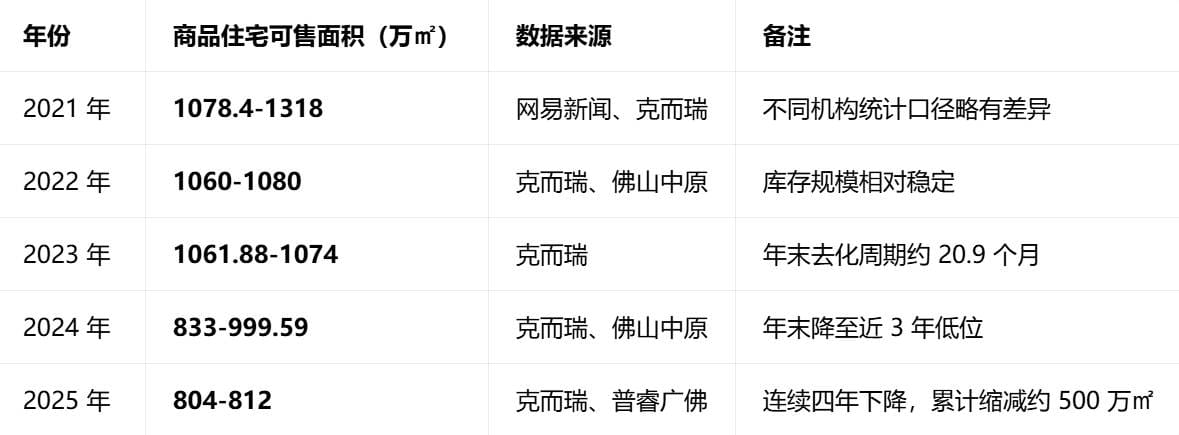 年份 商品住宅可售面积（万㎡） 数据来源 备注
2021 年 1078.4-1318 网易新闻、克而瑞 不同机构统计口径略有差异
2022 年 1060-1080 克而瑞、佛山中原 库存规模相对稳定
2023 年 1061.88-1074 克而瑞 年末去化周期约 20.9 个月
2024 年 833-999.59 克而瑞、佛山中原 年末降至近 3 年低位
2025 年 804-812 克而瑞、普睿广佛 连续四年下降，累计缩减约 500 万㎡